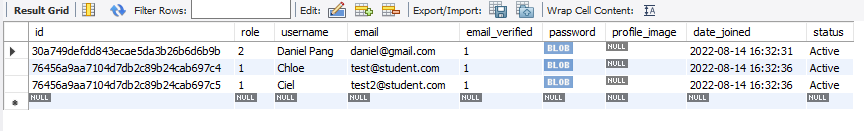 Result Grid Filter Rows: Edit: Export/Import: Wrap Cell Content:
id role username email email_verified password profile_image date_joined status
30a749defdd843ecae5da3b26b6d6b9b 2 Daniel Pang daniel@gmail.com 1 BLOB NULL 2022-08-14 16:32:31 Active
76456a9aa7104d7db2c89b24cab697c4 1 Chloe test@student.com 1 BLOB NULL 2022-08-14 16:32:36 Active
76456a9aa7104d7db2c89b24cab697c5 1 Ciel test2@student.com 1 BLOB NULL 2022-08-14 16:32:36 Active
NULL NULL NULL NULL NULL NULL NULL NULL NULL